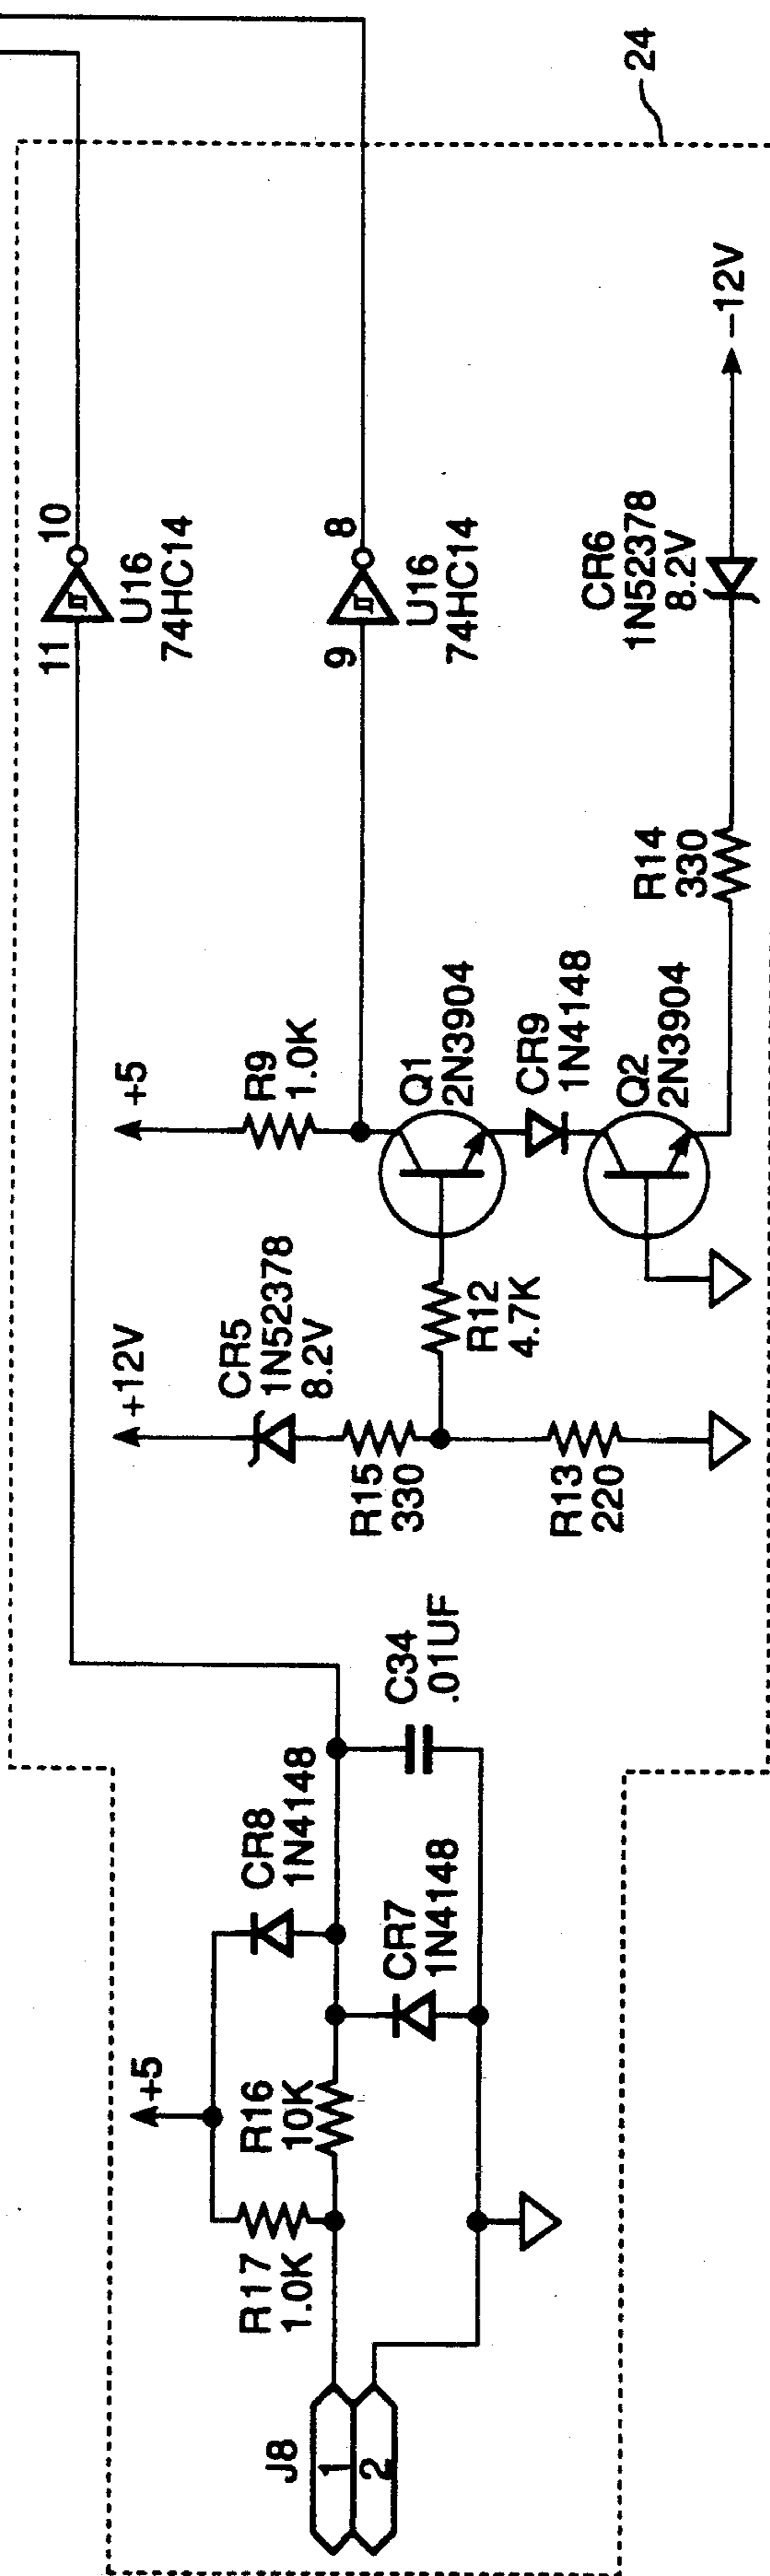 24
10
11
U16
74HC14
8
9
U16
74HC14
-12V
CR6
1N52378
8.2V
R14
330
+5
R9
1.0K
Q1
2N3904
CR9
1N4148
Q2
2N3904
+12V
CR5
1N52378
8.2V
R12
4.7K
R15
330
R13
220
C34
.01UF
CR8
1N4148
CR7
1N4148
+5
R16
10K
R17
1.0K
J8
1
2